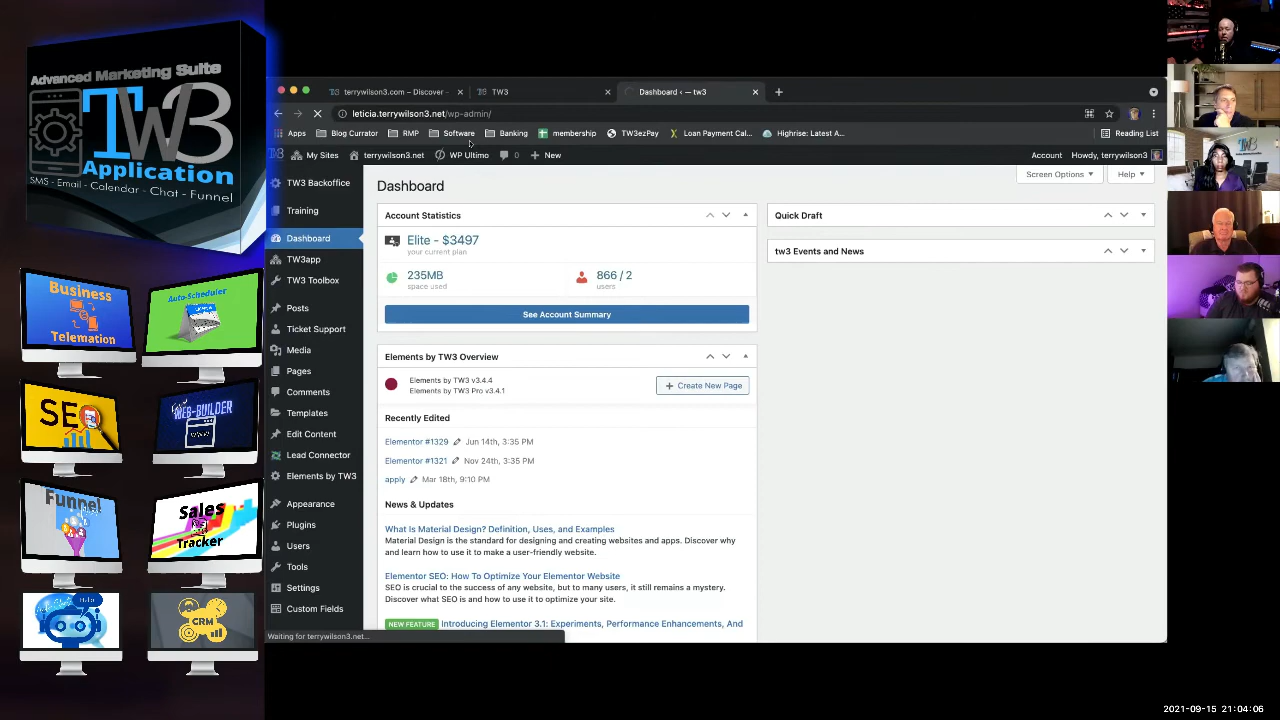 Advanced Marketing Suite
TW3
Application
SMS - Email - Calendar - Chat - Funnel
Business
Telemation
Auto-Scheduler
SEO
WEB-BUILDER
WWW
Funnel
Sales
Tracker
Help
CRM
terrywilson3.com – Discover
TW3
Dashboard ‹ — tw3
leticia.terrywilson3.net/wp-admin/
Apps
Blog Currator
RMP
Software
Banking
membership
TW3ezPay
Loan Payment Cal...
Highrise: Latest A...
Reading List
My Sites
terrywilson3.net
WP Unimo
0
New
Account
Howdy, terrywilson3
TW3 Backoffice
Training
Dashboard
TW3app
TW3 Toolbox
Posts
Ticket Support
Media
Pages
Comments
Templates
Edit Content
Lead Connector
Elements by TW3
Appearance
Plugins
Users
Tools
Settings
Custom Fields
Waiting for terrywilson3.net...
Dashboard
Screen Options
Help
Account Statistics
Elite - $3497
your current plan
235MB
space used
866 / 2
users
See Account Summary
Elements by TW3 Overview
Elements by TW3 v3.4.4
Elements by TW3 Pro v3.4.1
Create New Page
Recently Edited
Elementor #1329 Jun 14th, 3:35 PM
Elementor #1321 Nov 24th, 3:35 PM
apply Mar 18th, 9:10 PM
News & Updates
What Is Material Design? Definition, Uses, and Examples
Material Design is the standard for designing and creating websites and apps. Discover why
and learn how to use it to make a user-friendly website.
Elementor SEO: How To Optimize Your Elementor Website
SEO is crucial to the success of any website, but to many users, it still remains a mystery.
Discover what SEO is and how to use it to optimize your site.
NEW FEATURE Introducing Elementor 3.1: Experiments, Performance Enhancements, And
Quick Draft
tw3 Events and News
2021-09-15 21:04:06